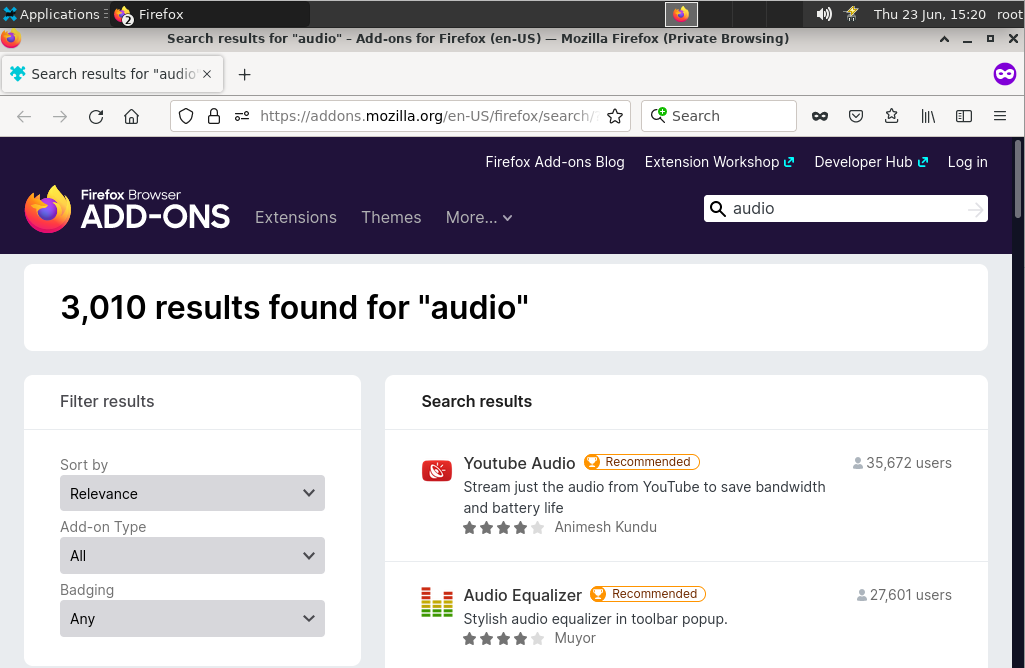 Applications
2
Firefox
Thu 23 Jun, 15:20
root
Search results for "audio" – Add-ons for Firefox (en-US) — Mozilla Firefox (Private Browsing)
Search results for "audio"
https://addons.mozilla.org/en-US/firefox/search/
Search
Firefox Add-ons Blog
Extension Workshop
Developer Hub
Log in
Firefox Browser
ADD-ONS
Extensions
Themes
More...
audio
3,010 results found for "audio"
Filter results
Sort by
Relevance
Add-on Type
All
Badging
Any
Search results
Youtube Audio
Recommended
35,672 users
Stream just the audio from YouTube to save bandwidth
and battery life
Animesh Kundu
Audio Equalizer
Recommended
27,601 users
Stylish audio equalizer in toolbar popup.
Muyor